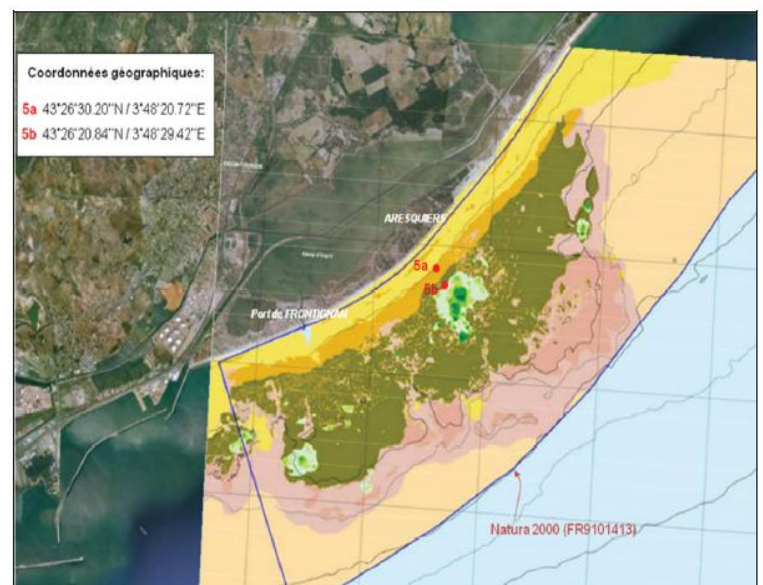 Coordonnées géographiques:
5a 43°26'30.20''N / 3°48'20.72''E
5b 43°26'20.84''N / 3°48'29.42''E
ARESQUIERS
5a
5b
Port de FRONTIGNAN
Natura 2000 (FR9101413)